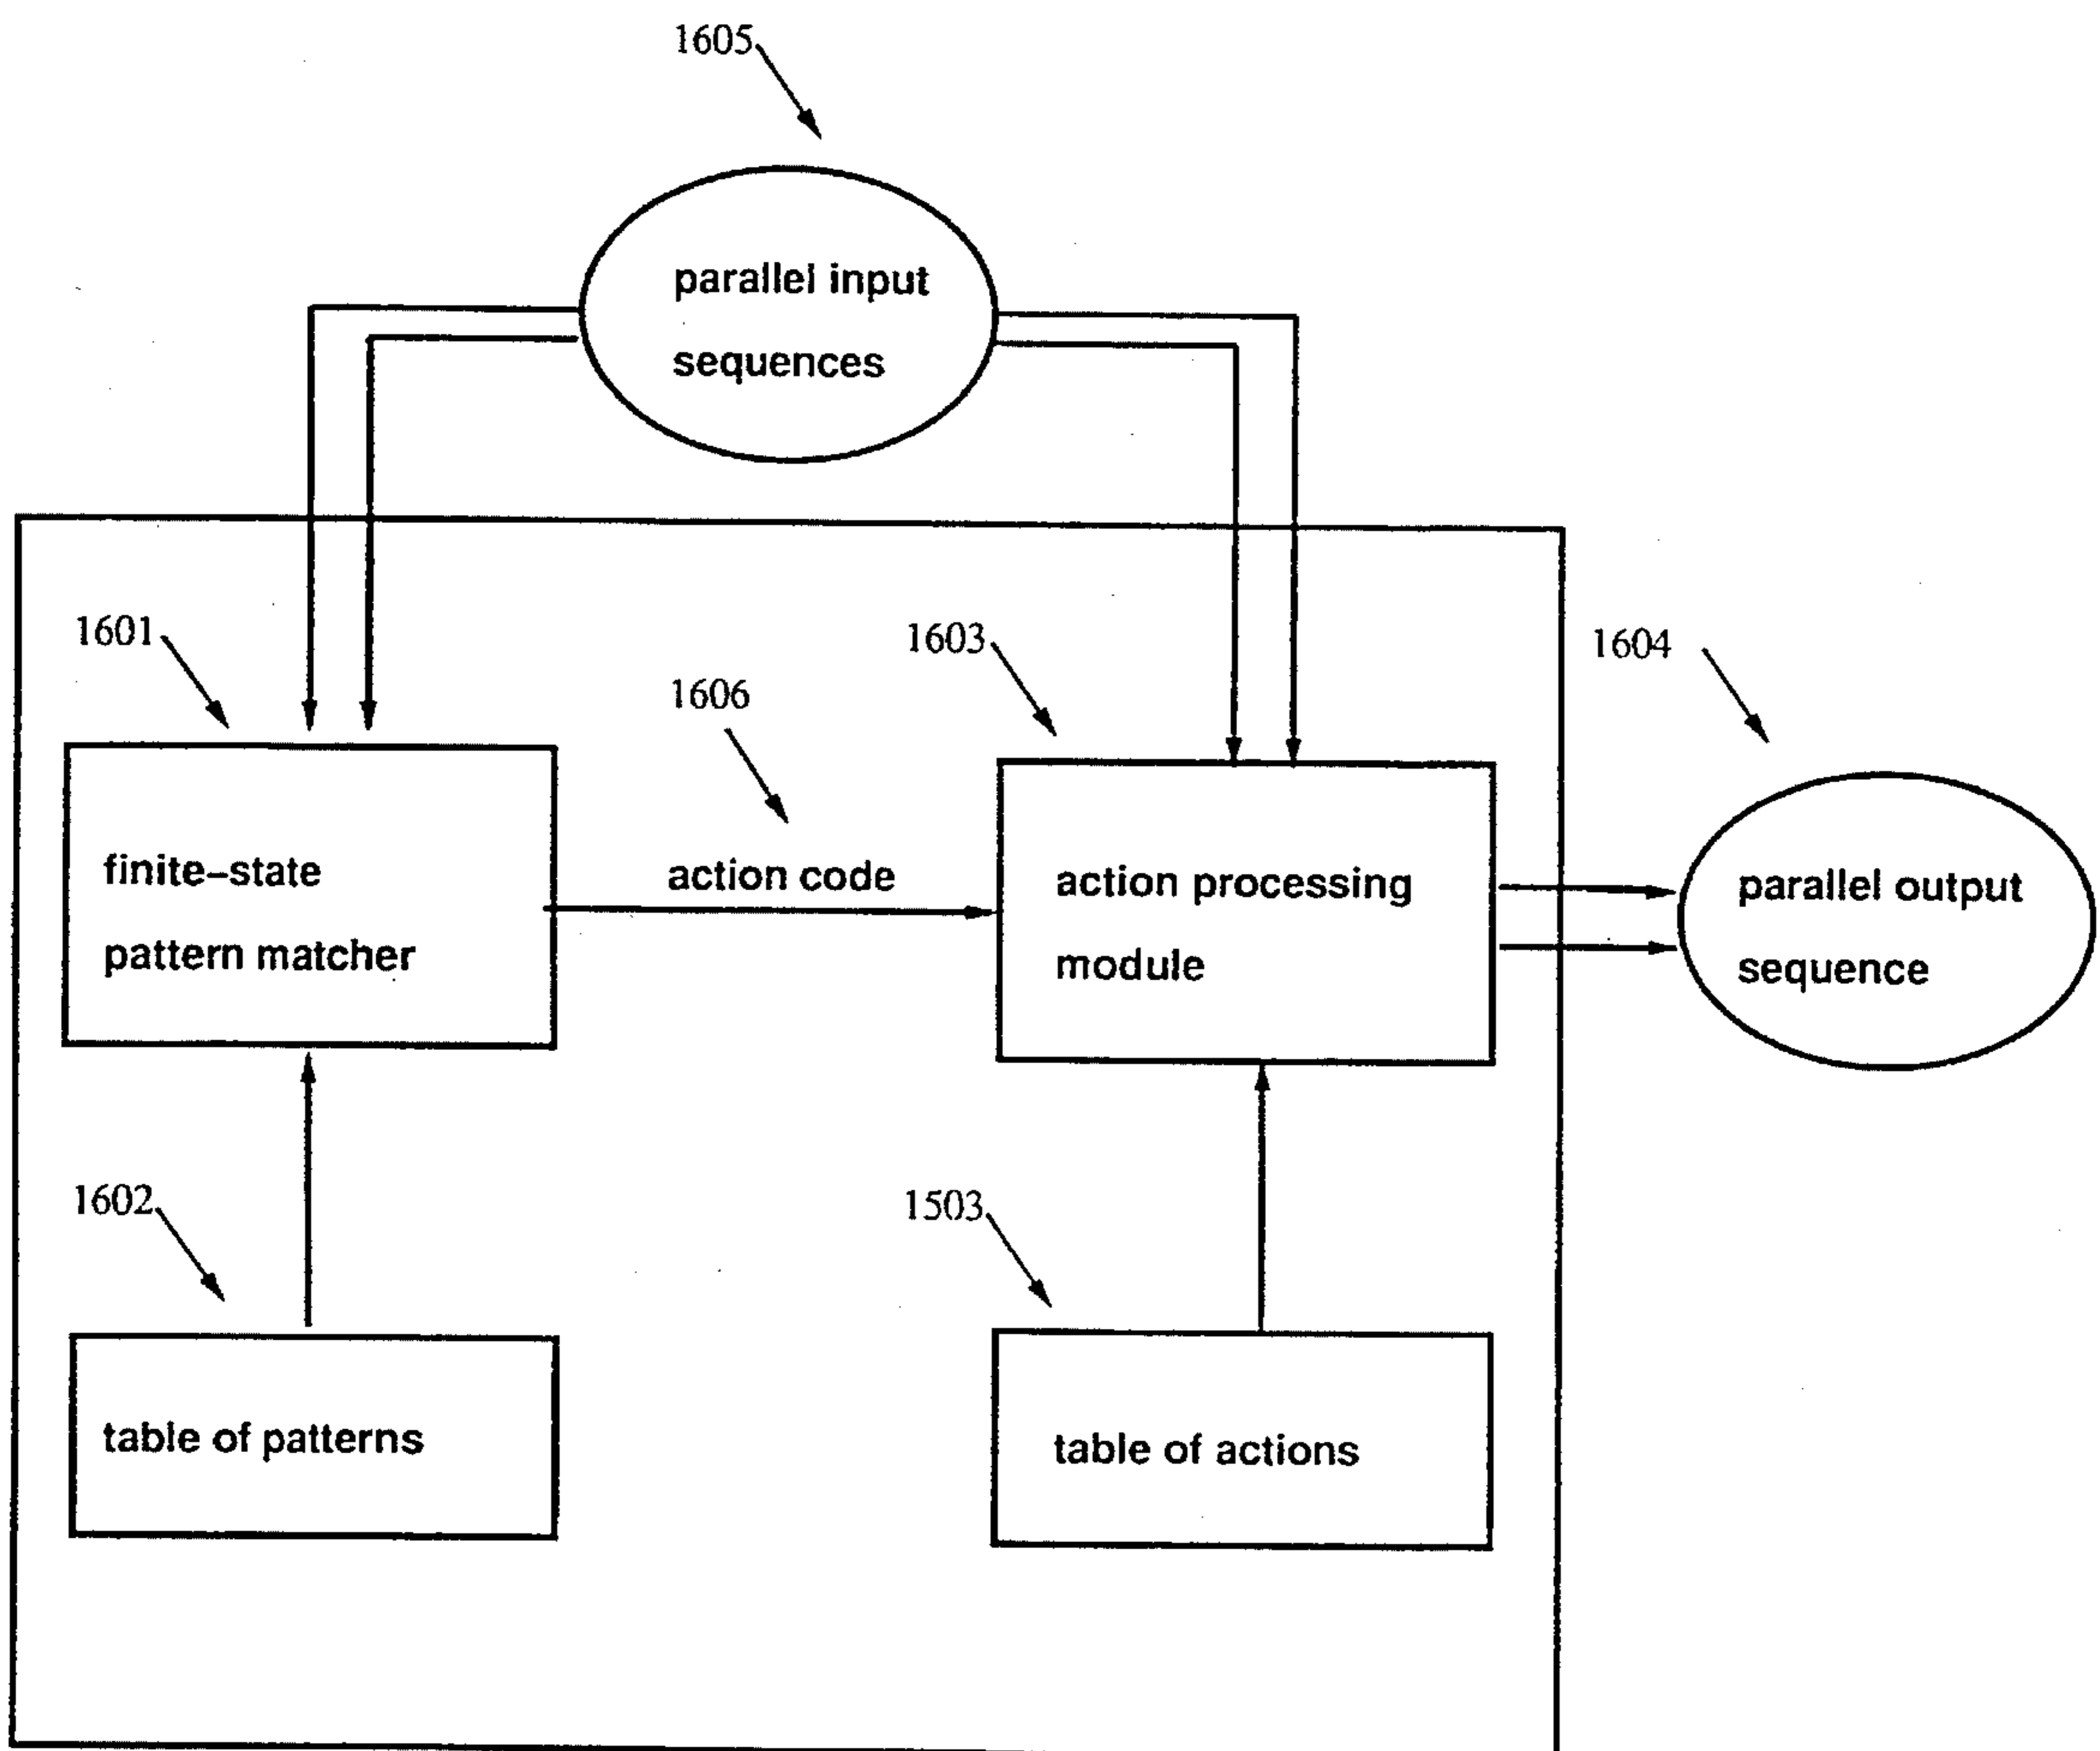 1605
parallel input
sequences
1601
1603
1604
1606
finite–state
pattern matcher
action code
action processing
module
parallel output
sequence
1602
1503
table of patterns
table of actions